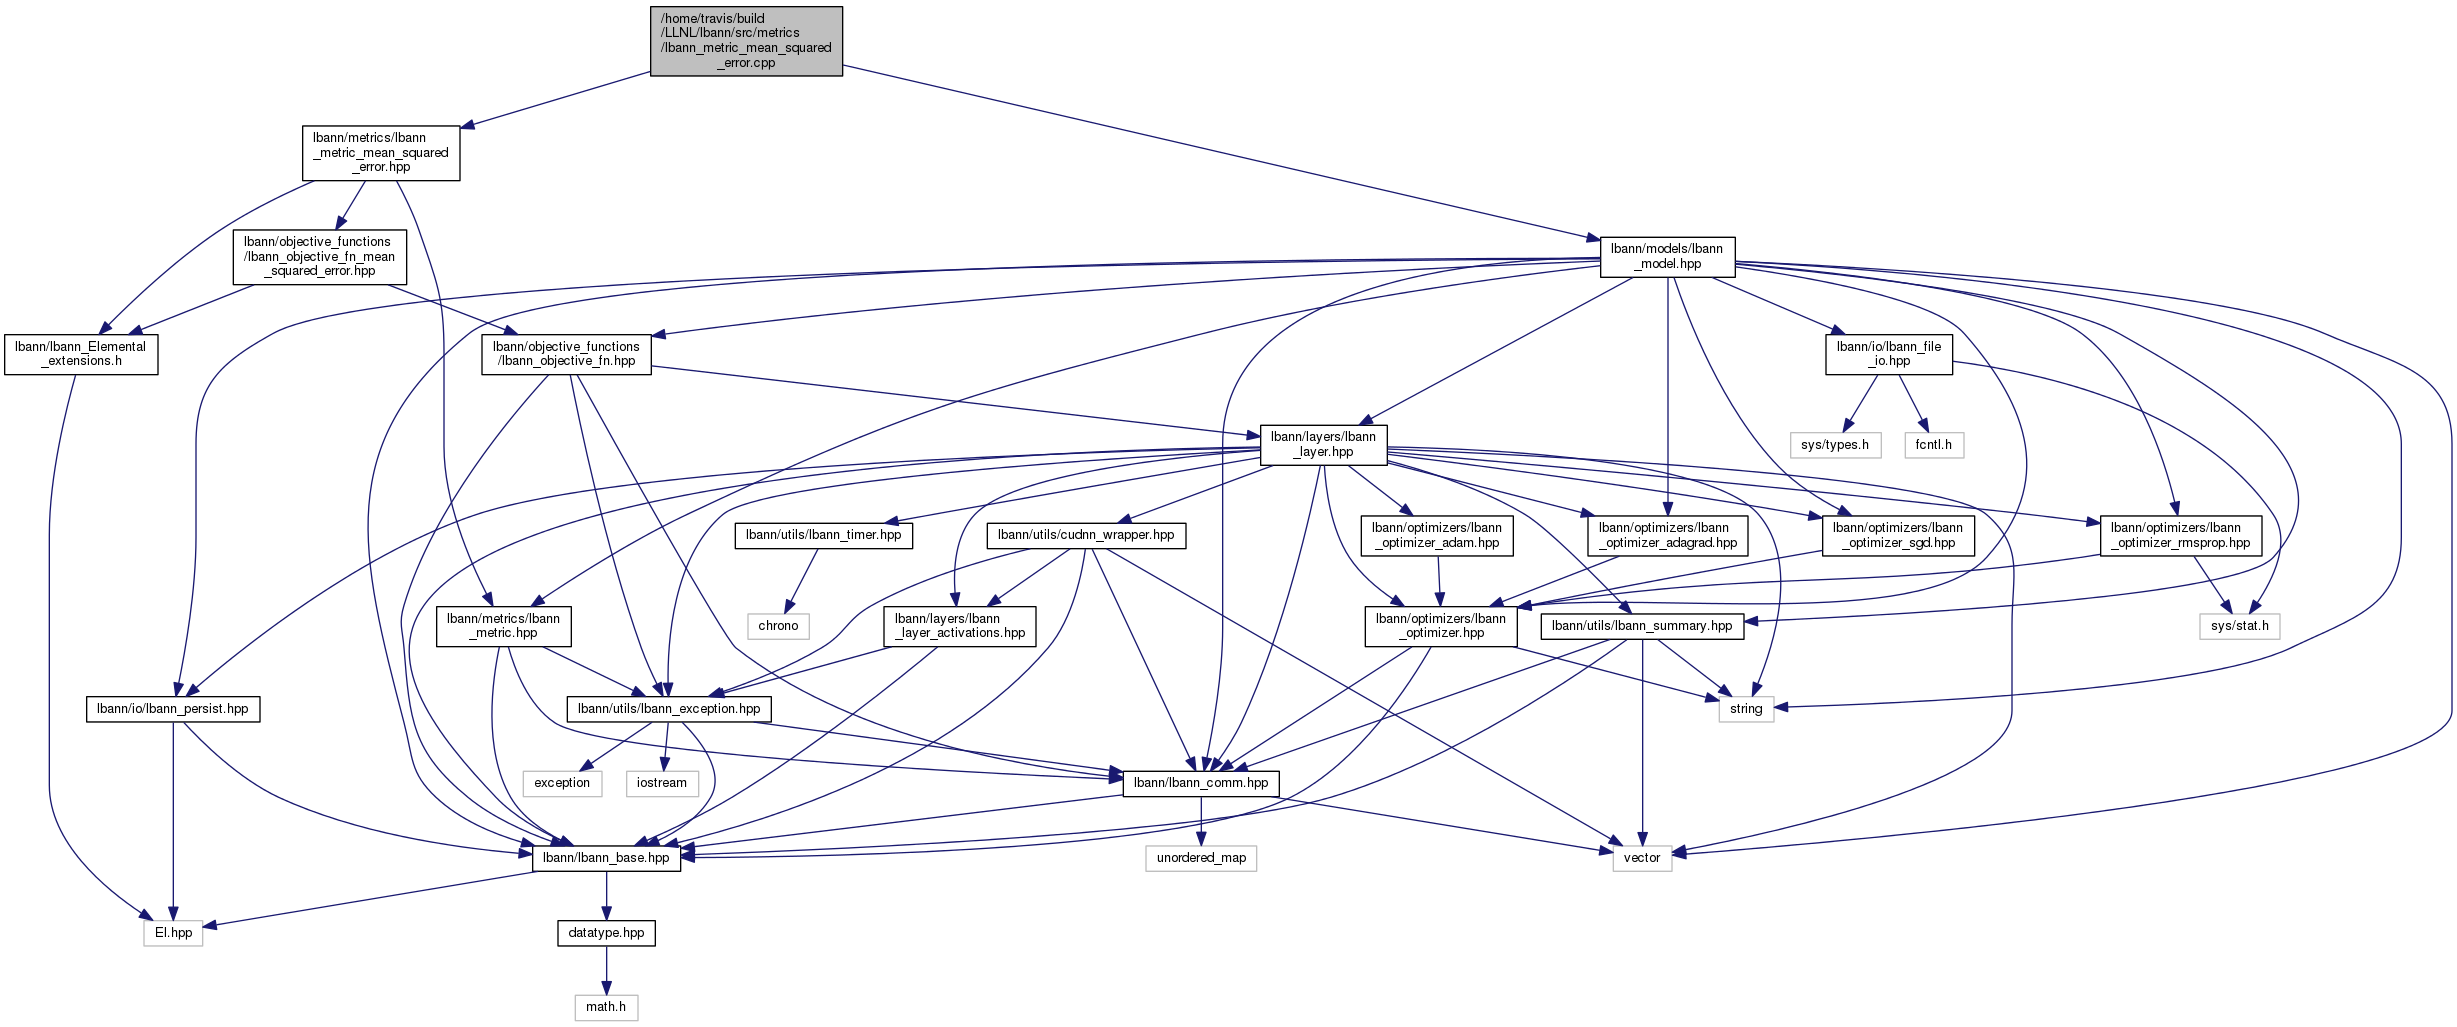 /home/travis/build
/LLNL/lbann/src/metrics
/lbann_metric_mean_squared
_error.cpp
lbann/metrics/lbann
_metric_mean_squared
_error.hpp
lbann/objective_functions
/lbann_objective_fn_mean
_squared_error.hpp
lbann/models/lbann
_model.hpp
lbann/lbann_Elemental
_extensions.h
lbann/objective_functions
/lbann_objective_fn.hpp
lbann/io/lbann_file
_io.hpp
lbann/layers/lbann
_layer.hpp
sys/types.h
fcntl.h
lbann/utils/lbann_timer.hpp
lbann/utils/cudnn_wrapper.hpp
lbann/optimizers/lbann
_optimizer_adam.hpp
lbann/optimizers/lbann
_optimizer_adagrad.hpp
lbann/optimizers/lbann
_optimizer_sgd.hpp
lbann/optimizers/lbann
_optimizer_rmsprop.hpp
lbann/metrics/lbann
_metric.hpp
chrono
lbann/layers/lbann
_layer_activations.hpp
lbann/optimizers/lbann
_optimizer.hpp
lbann/utils/lbann_summary.hpp
sys/stat.h
lbann/io/lbann_persist.hpp
lbann/utils/lbann_exception.hpp
string
exception
iostream
lbann/lbann_comm.hpp
lbann/lbann_base.hpp
unordered_map
vector
El.hpp
datatype.hpp
math.h